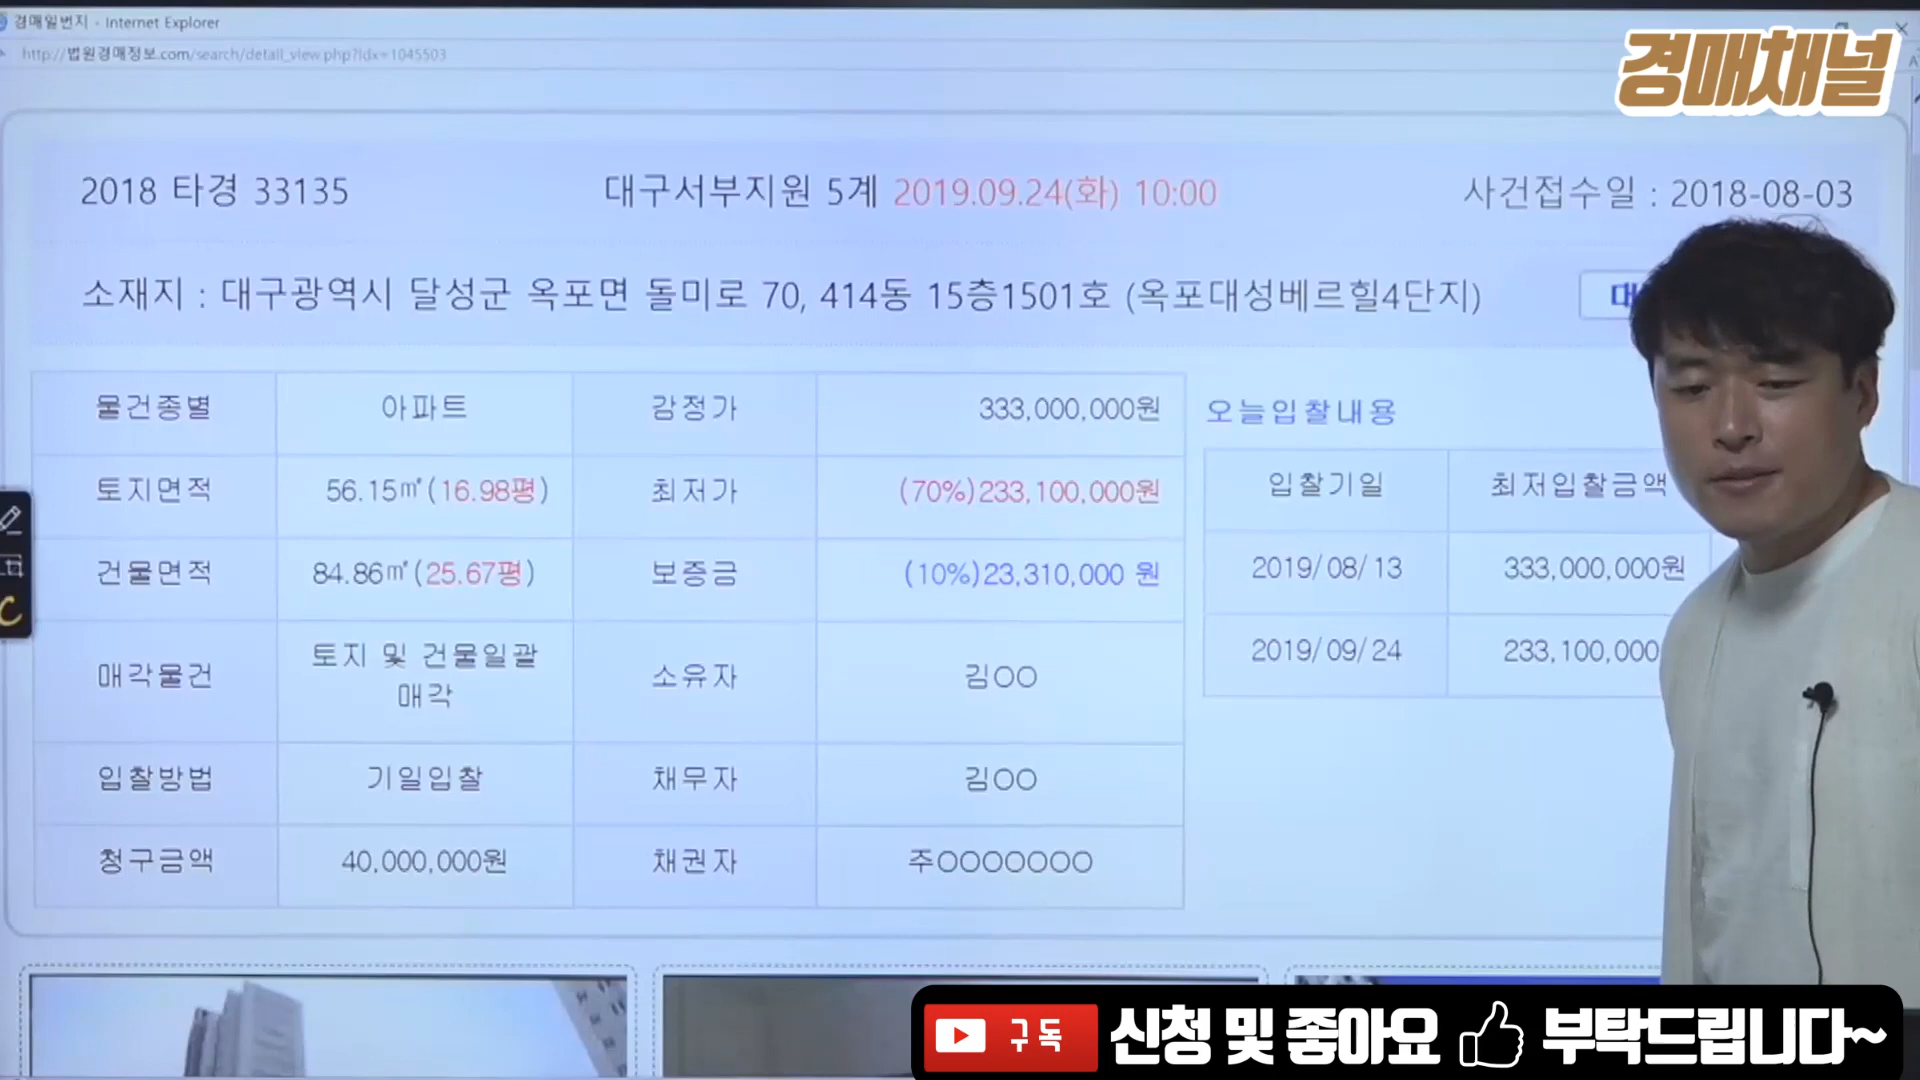 경매일번지 - Internet Explorer
http://법원경매정보.com/search/detail_view.php?idx=1045503
경매채널
2018 타경 33135
대구서부지원 5계 2019.09.24(화) 10:00
사건접수일 : 2018-08-03
소재지 : 대구광역시 달성군 옥포면 돌미로 70, 414동 15층1501호 (옥포대성베르힐4단지)
물건종별 아파트 감정가 333,000,000원
토지면적 56.15㎡(16.98평) 최저가 (70%)233,100,000원
건물면적 84.86㎡(25.67평) 보증금 (10%)23,310,000 원
매각물건 토지 및 건물일괄
매각 소유자 김OO
입찰방법 기일입찰 채무자 김OO
청구금액 40,000,000원 채권자 주OOOOOOO
오늘입찰내용
입찰기일 최저입찰금액
2019/08/13 333,000,000원
2019/09/24 233,100,000
구독 신청 및 좋아요 부탁드립니다~